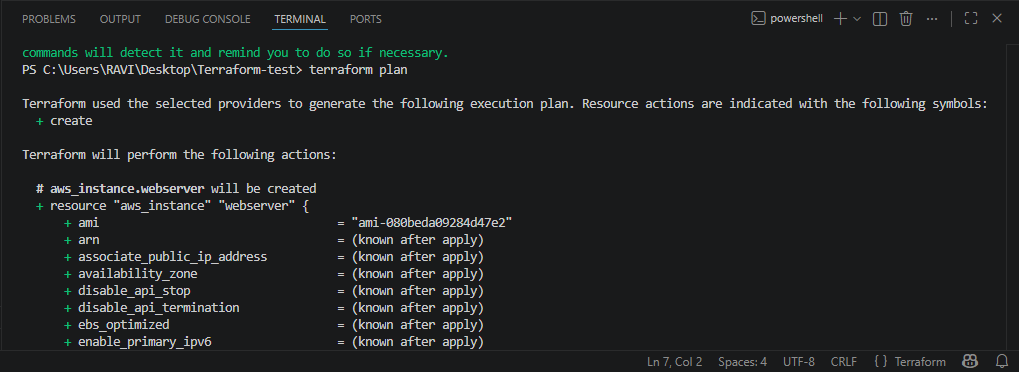 PROBLEMS OUTPUT DEBUG CONSOLE TERMINAL PORTS powershell
commands will detect it and remind you to do so if necessary.
PS C:\Users\RAVI\Desktop\Terraform-test> terraform plan
Terraform used the selected providers to generate the following execution plan. Resource actions are indicated with the following symbols:
+ create
Terraform will perform the following actions:
# aws_instance.webserver will be created
+ resource "aws_instance" "webserver" {
+ ami = "ami-080beda09284d47e2"
+ arn = (known after apply)
+ associate_public_ip_address = (known after apply)
+ availability_zone = (known after apply)
+ disable_api_stop = (known after apply)
+ disable_api_termination = (known after apply)
+ ebs_optimized = (known after apply)
+ enable_primary_ipv6 = (known after apply)
Ln 7, Col 2 Spaces: 4 UTF-8 CRLF { } Terraform